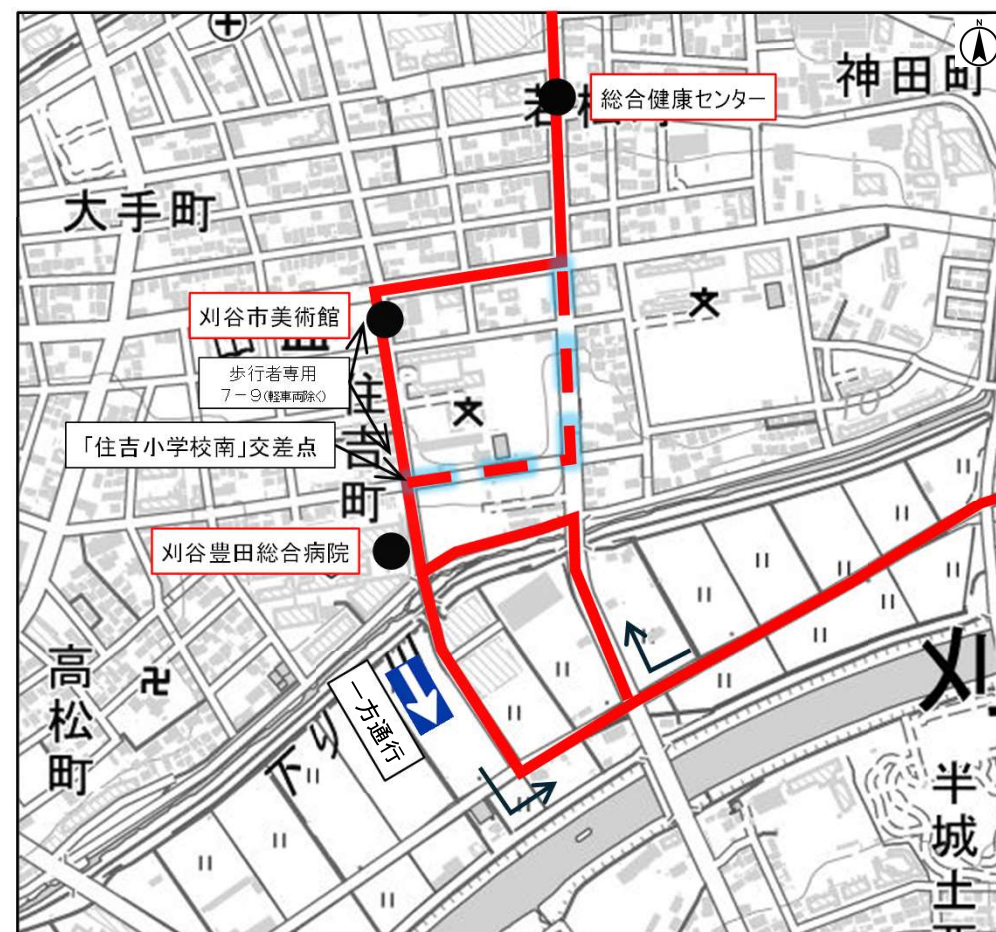 N
総合健康センター
神田町
大手町
刈谷市美術館
歩行者専用
7-9(軽車両除く)
住吉町
「住吉小学校南」交差点
刈谷豊田総合病院
高松町
一方通行
下り
刈
半城土西
10